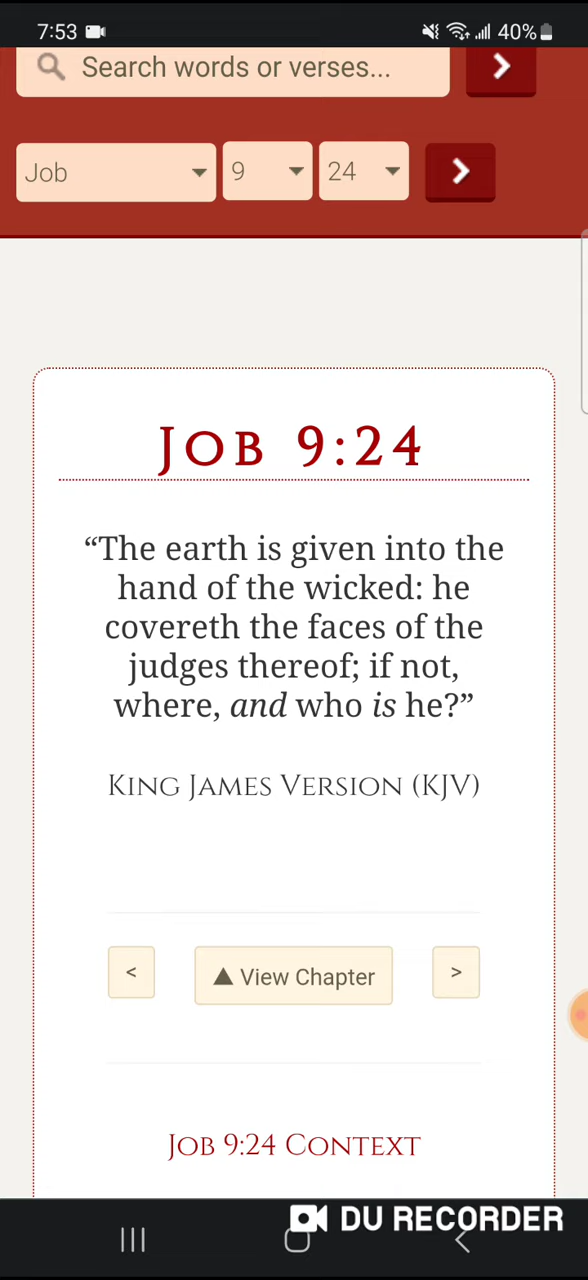 7:53 40%
Search words or verses...
Job 9 24
Job 9:24
“The earth is given into the
hand of the wicked: he
covereth the faces of the
judges thereof; if not,
where, and who is he?”
King James Version (KJV)
< ▲ View Chapter >
Job 9:24 Context
DU RECORDER